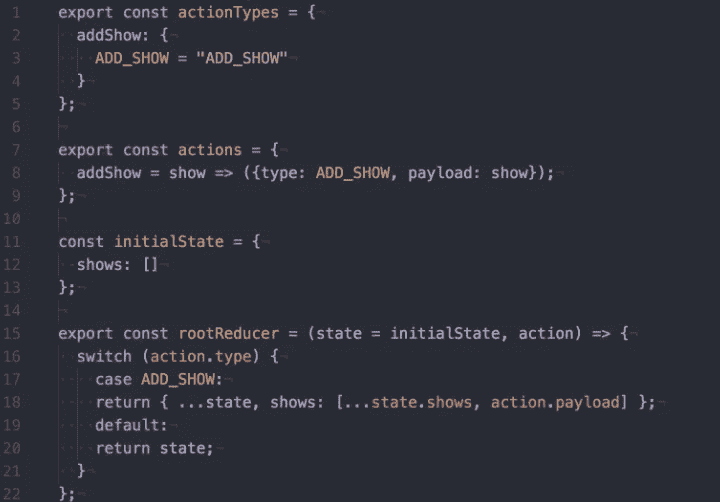 1 export const actionTypes = {
2 addShow: {
3 ADD_SHOW = "ADD_SHOW"
4 }
5 };
6
7 export const actions = {
8 addShow = show => ({type: ADD_SHOW, payload: show});
9 };
10
11 const initialState = {
12 shows: []
13 };
14
15 export const rootReducer = (state = initialState, action) => {
16 switch (action.type) {
17 case ADD_SHOW:
18 return { ...state, shows: [...state.shows, action.payload] };
19 default:
20 return state;
21 }
22 };